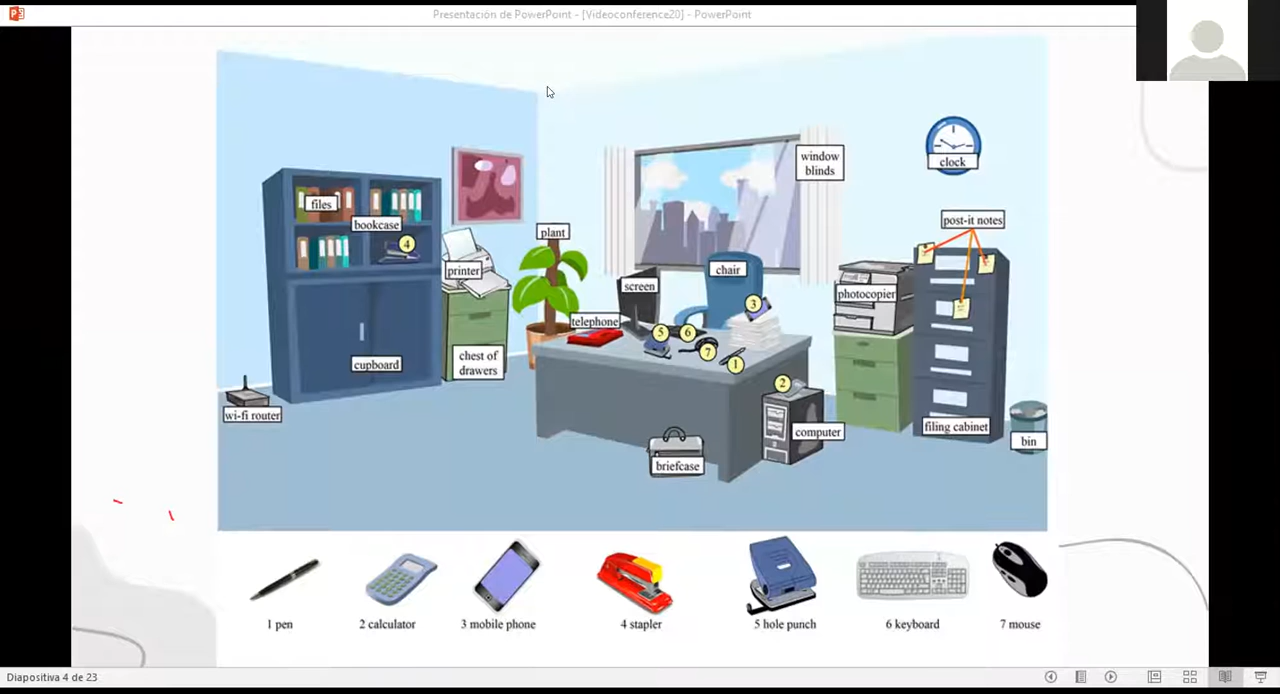 Presentación de PowerPoint - [Videoconference20] - PowerPoint
window
blinds
clock
files
bookcase
4
post-it notes
plant
printer
chair
screen
photocopier
3
telephone
5
6
7
1
cupboard
chest of
drawers
2
wi-fi router
computer
filing cabinet
bin
briefcase
1 pen
2 calculator
3 mobile phone
4 stapler
5 hole punch
6 keyboard
7 mouse
Diapositiva 4 de 23